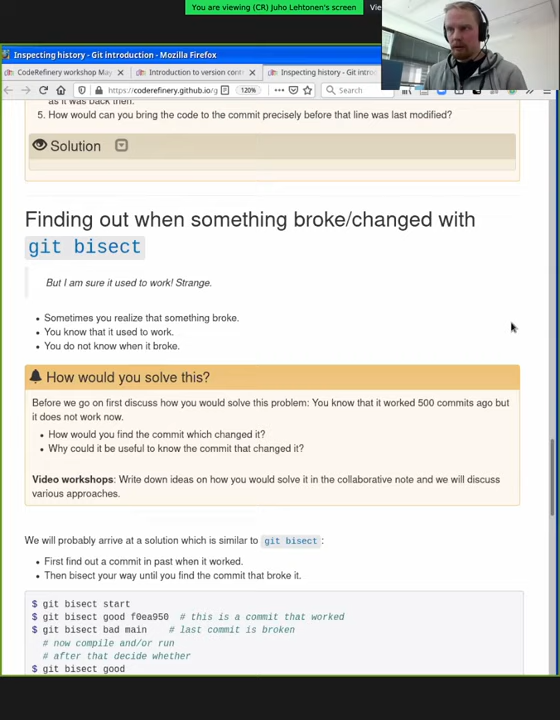 You are viewing (CR) Juho Lehtonen's screen
Vie
Inspecting history - Git introduction - Mozilla Firefox
CodeRefinery workshop May
Introduction to version cont
Inspecting history - Git intro
https://coderefinery.github.io/g
120%
Search
as it was back then.
5. How would can you bring the code to the commit precisely before that line was last modified?
Solution
Finding out when something broke/changed with
git bisect
But I am sure it used to work! Strange.
Sometimes you realize that something broke.
You know that it used to work.
You do not know when it broke.
How would you solve this?
Before we go on first discuss how you would solve this problem: You know that it worked 500 commits ago but
it does not work now.
How would you find the commit which changed it?
Why could it be useful to know the commit that changed it?
Video workshops: Write down ideas on how you would solve it in the collaborative note and we will discuss
various approaches.
We will probably arrive at a solution which is similar to git bisect:
First find out a commit in past when it worked.
Then bisect your way until you find the commit that broke it.
$ git bisect start
$ git bisect good f0ea950 # this is a commit that worked
$ git bisect bad main # last commit is broken
# now compile and/or run
# after that decide whether
$ git bisect good